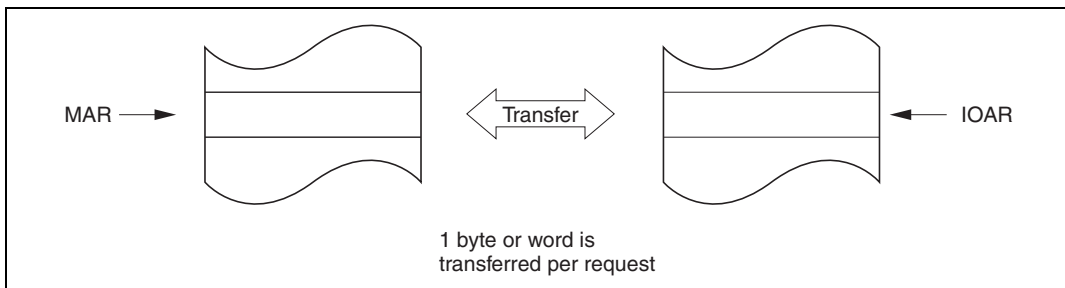 MAR
Transfer
IOAR
1 byte or word is
transferred per request